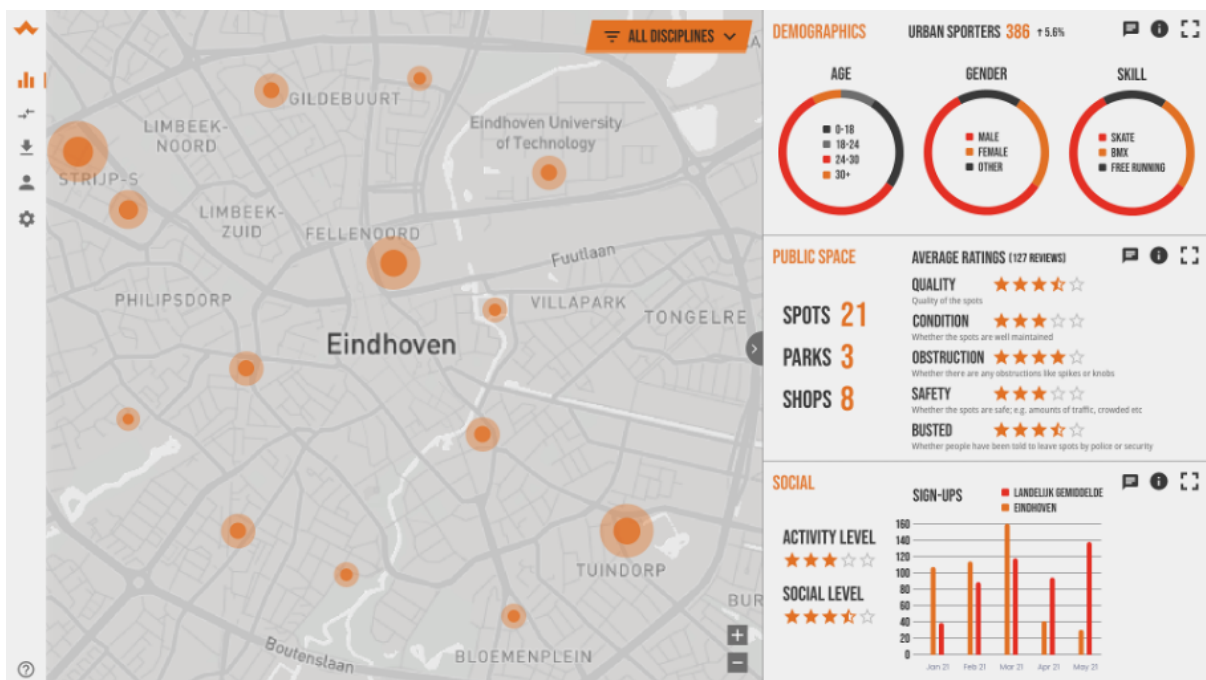 ALL DISCIPLINES
GILDEBUURT
LIMBEEK-
NOORD
Eindhoven University
of Technology
STRIJP-S
LIMBEEK-
ZUID
FELLENOORD
Fuutlaan
PHILIPSDORP
VILLAPARK
TONGELRE
Eindhoven
TUINDORP
BUR
Boutenslaan
BLOEMENPLEIN
DEMOGRAPHICS
URBAN SPORTERS 386 ↑ 5.6%
AGE
0-18
18-24
24-30
30+
GENDER
MALE
FEMALE
OTHER
SKILL
SKATE
BMX
FREE RUNNING
PUBLIC SPACE
SPOTS 21
PARKS 3
SHOPS 8
AVERAGE RATINGS (127 REVIEWS)
QUALITY
Quality of the spots
CONDITION
Whether the spots are well maintained
OBSTRUCTION
Whether there are any obstructions like spikes or knobs
SAFETY
Whether the spots are safe; e.g. amounts of traffic, crowded etc
BUSTED
Whether people have been told to leave spots by police or security
SOCIAL
ACTIVITY LEVEL
SOCIAL LEVEL
SIGN-UPS
LANDELIJK GEMIDDELDE
EINDHOVEN
160
140
120
100
80
60
40
20
0
Jan 21 Feb 21 Mar 21 Apr 21 May 21